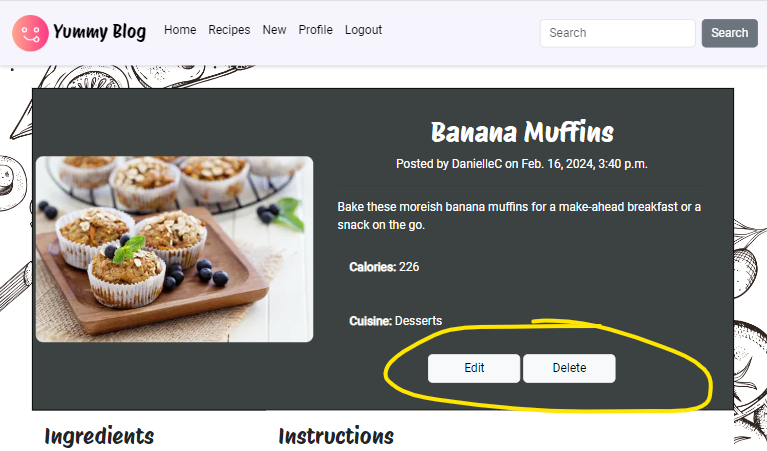 Yummy Blog Home Recipes New Profile Logout Search Search
Banana Muffins
Posted by DanielleC on Feb. 16, 2024, 3:40 p.m.
Bake these moreish banana muffins for a make-ahead breakfast or a
snack on the go.
Calories: 226
Cuisine: Desserts
Edit Delete
Ingredients Instructions